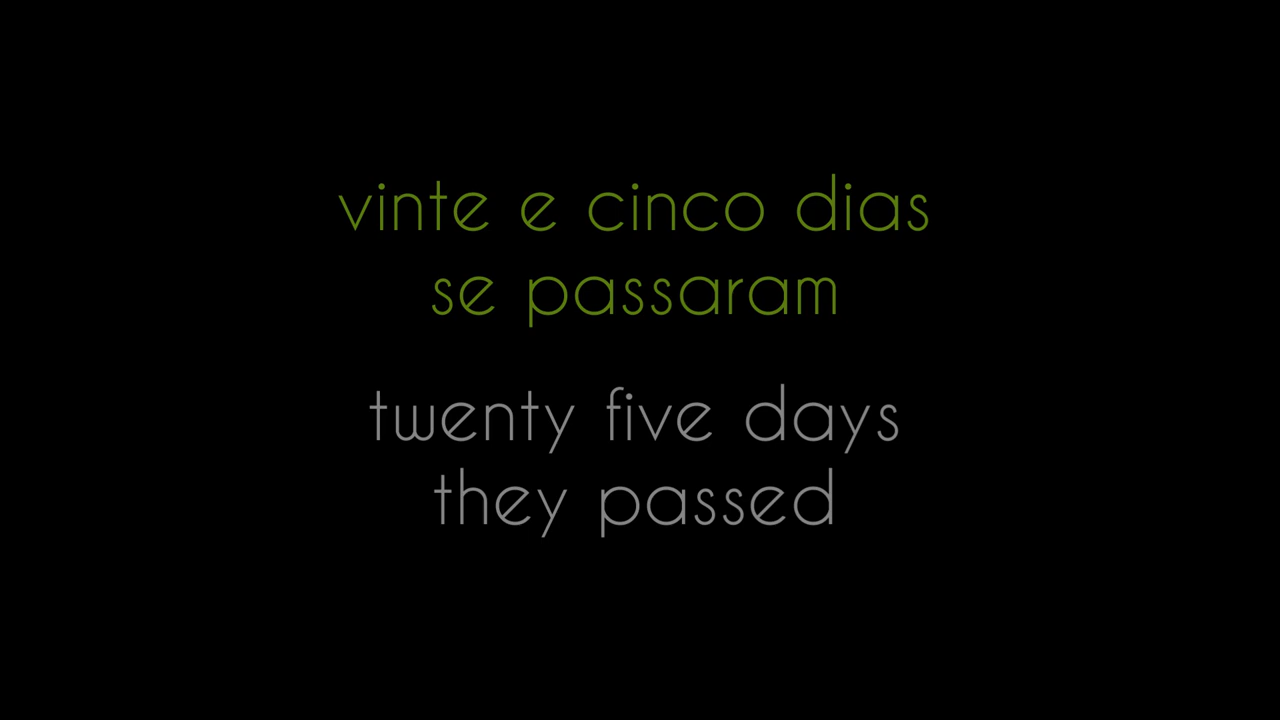 vinte e cinco dias
se passaram
twenty five days
they passed